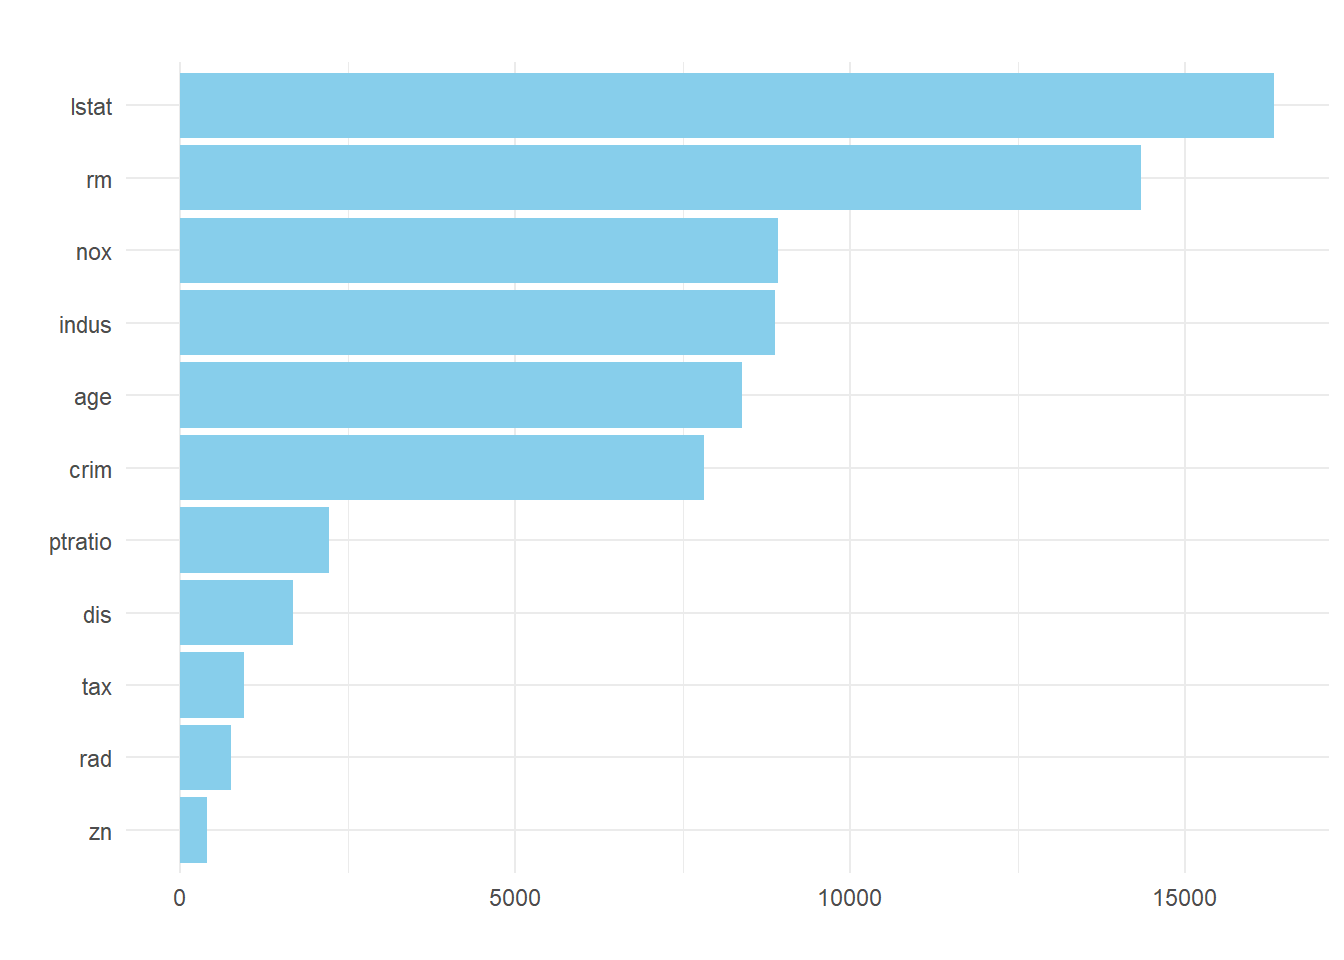 lstat
rm
nox
indus
age
crim
ptratio
dis
tax
rad
zn
0 5000 10000 15000